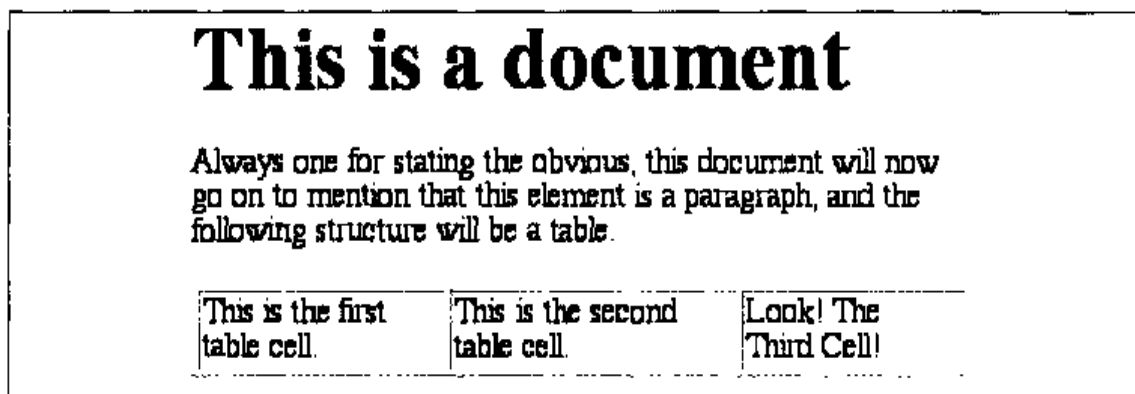 This is a document
Always one for stating the obvious, this document will now
go on to mention that this element is a paragraph, and the
following structure will be a table.
This is the first
table cell.
This is the second
table cell.
Look! The
Third Cell!